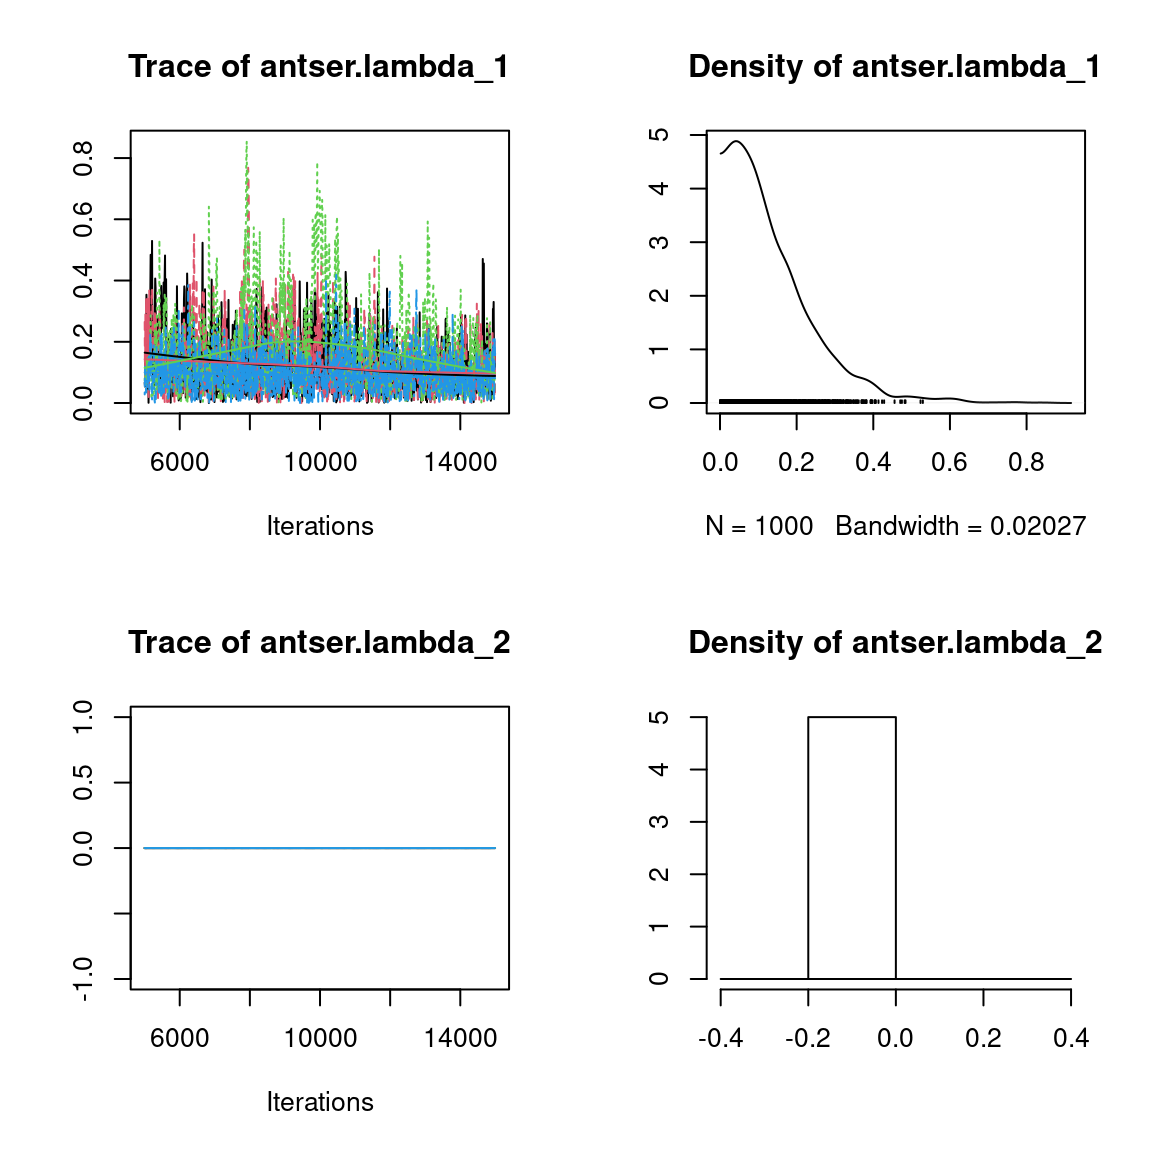 Trace of antser.lambda_1
0.0 0.2 0.4 0.6 0.8
6000 10000 14000
Iterations
Density of antser.lambda_1
0 1 2 3 4 5
0.0 0.2 0.4 0.6 0.8
N = 1000 Bandwidth = 0.02027
Trace of antser.lambda_2
-1.0 0.0 0.5 1.0
6000 10000 14000
Iterations
Density of antser.lambda_2
0 1 2 3 4 5
-0.4 -0.2 0.0 0.2 0.4